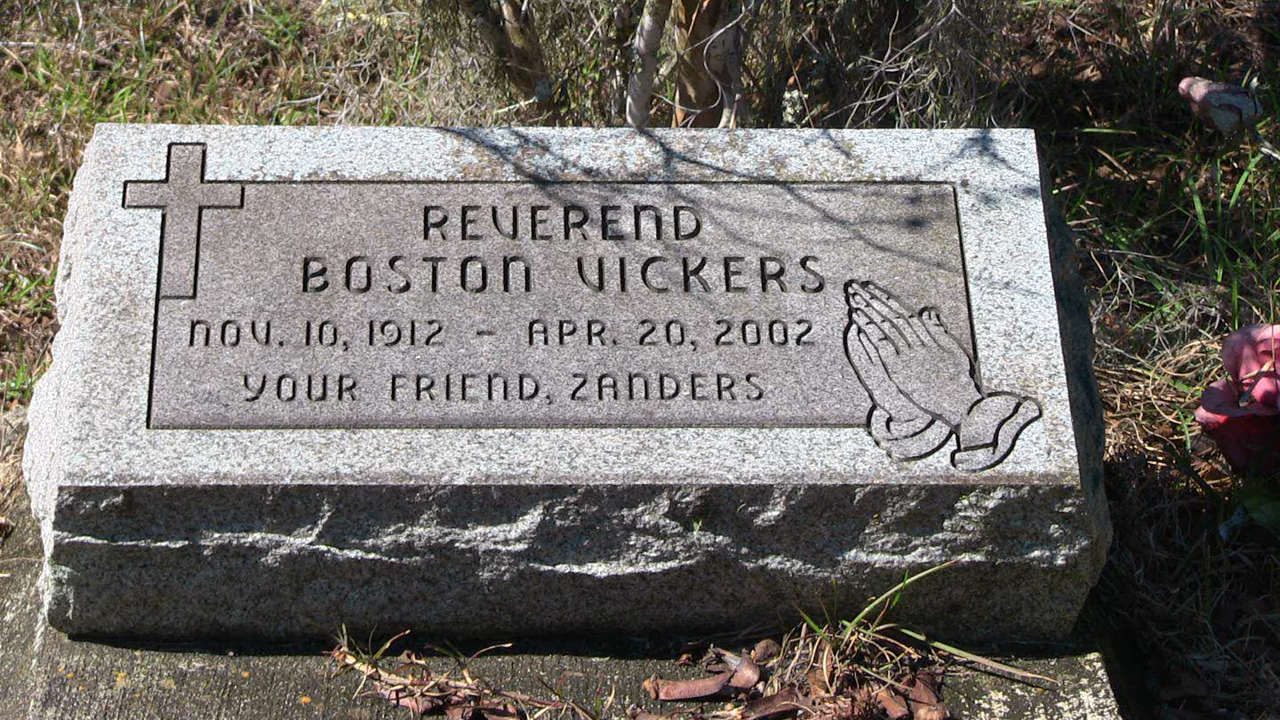 REVEREND
BOSTON VICKERS
NOV. 10, 1912 - APR. 20, 2002
YOUR FRIEND, ZANDERS